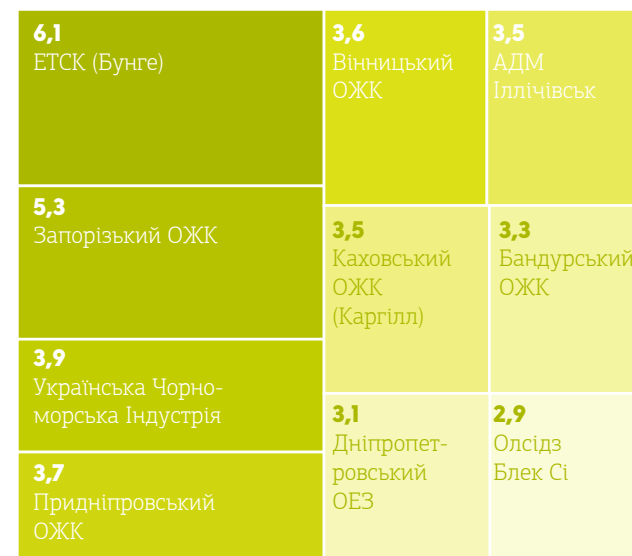 6,1
ЕТСК (Бунге)
5,3
Запорізький ОЖК
3,9
Українська Чорно-
морська Індустрія
3,7
Придніпровський
ОЖК
3,6
Вінницький
ОЖК
3,5
АДМ
Іллічівськ
3,5
Каховський
ОЖК
(Каргілл)
3,3
Бандурський
ОЖК
3,1
Дніпропет-
ровський
ОЕЗ
2,9
Олсідз
Блек Сі